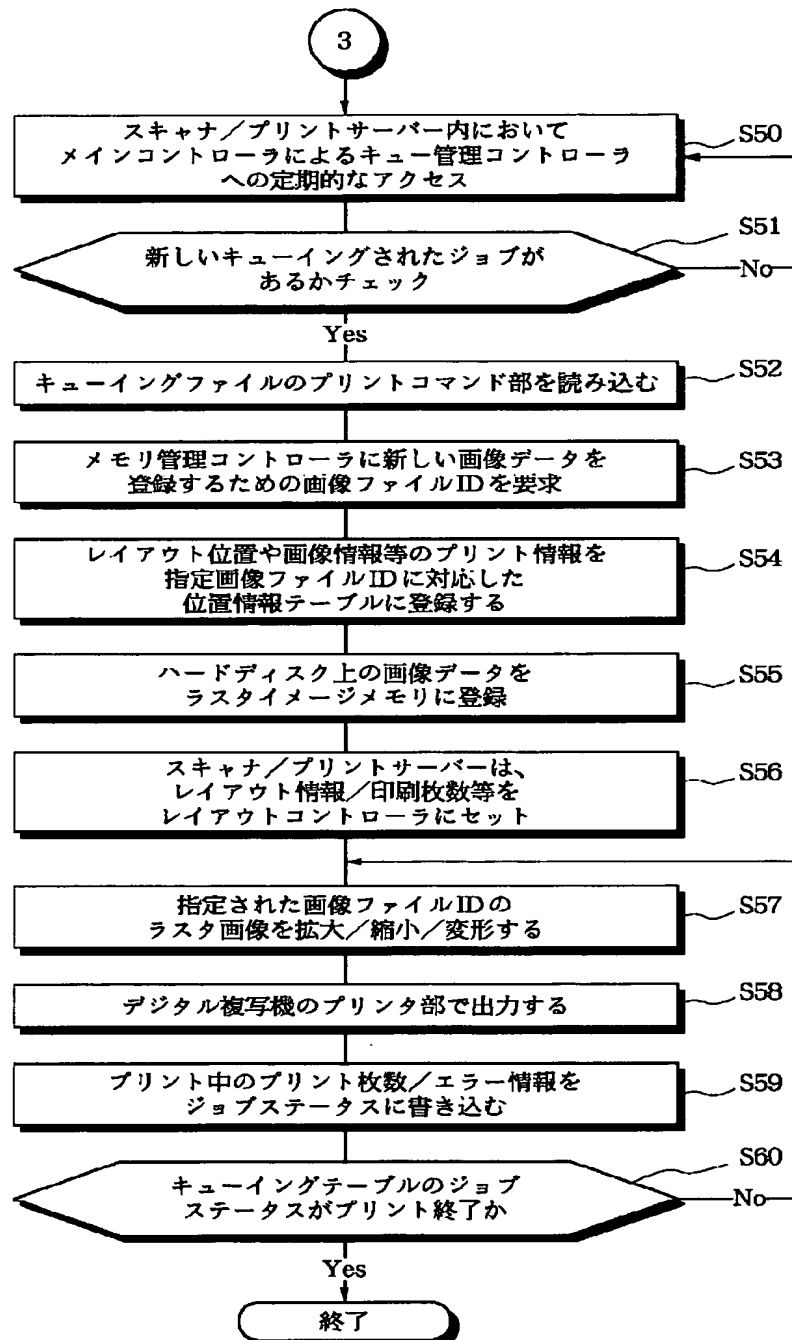 3
スキャナ／プリントサーバー内において
メインコントローラによるキュー管理コントローラ
への定期的なアクセス
S50
新しいキューイングされたジョブが
あるかチェック
S51
No
Yes
キューイングファイルのプリントコマンド部を読み込む
S52
メモリ管理コントローラに新しい画像データを
登録するための画像ファイルIDを要求
S53
レイアウト位置や画像情報等のプリント情報を
指定画像ファイルIDに対応した
位置情報テーブルに登録する
S54
ハードディスク上の画像データを
ラスタイメージメモリに登録
S55
スキャナ／プリントサーバーは、
レイアウト情報／印刷枚数等を
レイアウトコントローラにセット
S56
指定された画像ファイルIDの
ラスタ画像を拡大／縮小／変形する
S57
デジタル複写機のプリンタ部で出力する
S58
プリント中のプリント枚数／エラー情報を
ジョブステータスに書き込む
S59
キューイングテーブルのジョブ
ステータスがプリント終了か
S60
No
Yes
終了